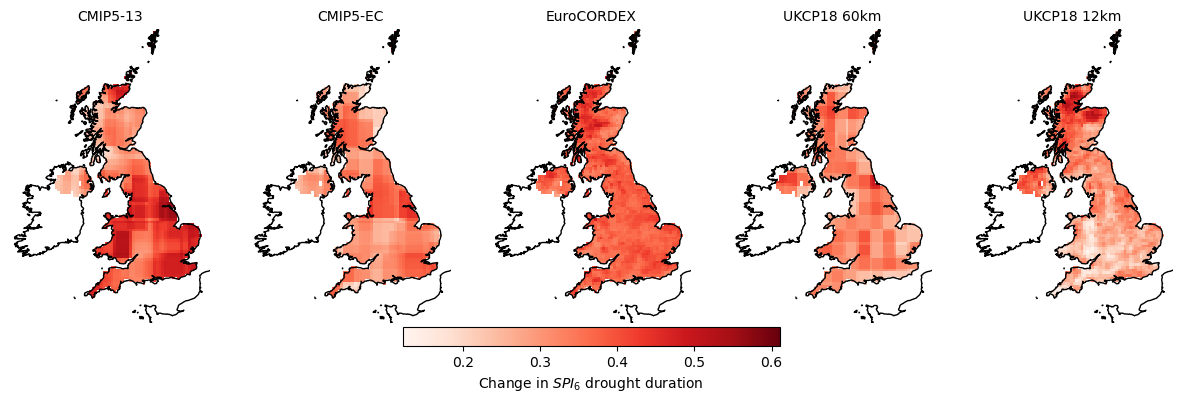 CMIP5-13 CMIP5-EC EuroCORDEX UKCP18 60km UKCP18 12km
0.2 0.3 0.4 0.5 0.6
Change in SPI₆ drought duration